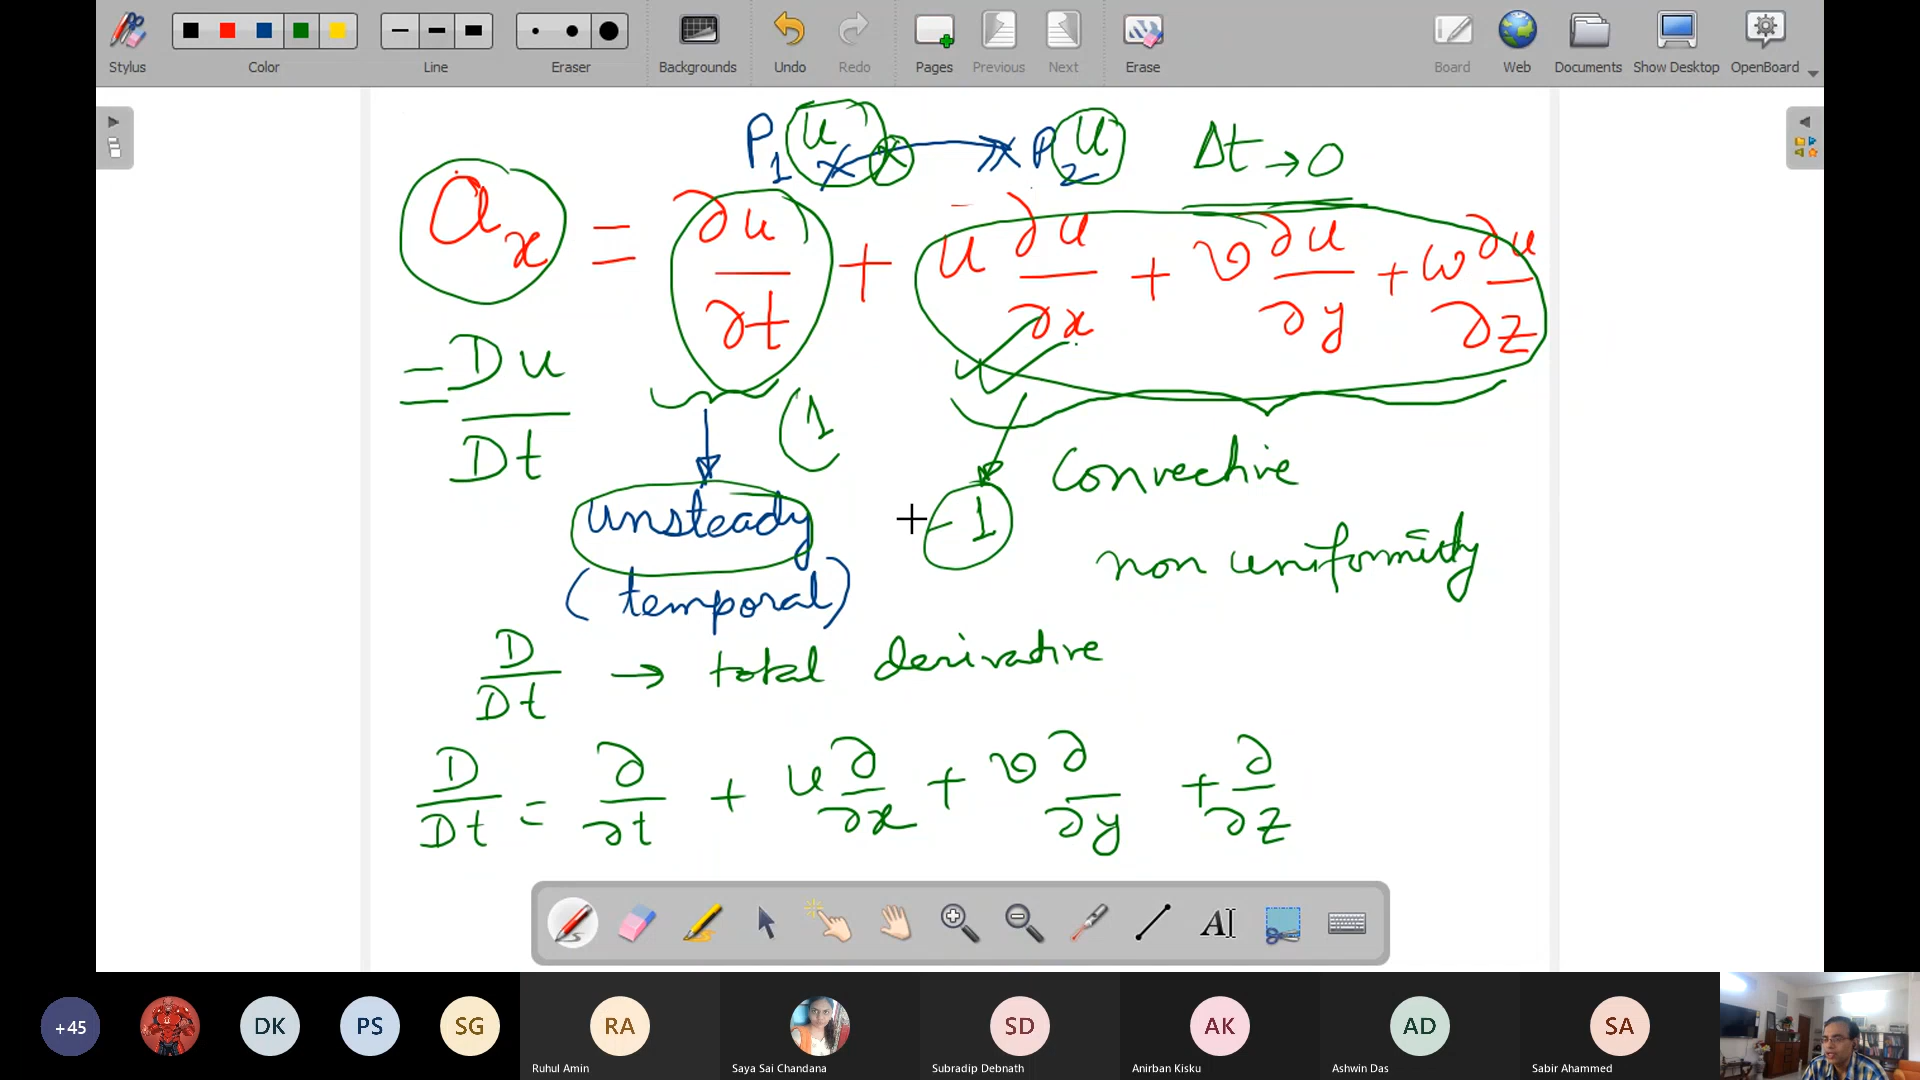 Stylus Color Line Eraser Backgrounds Undo Redo Pages Previous Next Erase Board Web Documents Show Desktop OpenBoard
P₁ u x x P₂ u Δt → 0
aₓ = ∂u/∂t + u ∂u/∂x + v ∂u/∂y + w ∂u/∂z
= Du/Dt
1
Convective
unsteady -1
non uniformity
(temporal)
D/Dt → total derivative
D/Dt = ∂/∂t + u ∂/∂x + v ∂/∂y + ∂/∂z
AI
+45 DK PS SG RA SD AK AD SA
Ruhul Amin Saya Sai Chandana Subradip Debnath Anirban Kisku Ashwin Das Sabir Ahammed